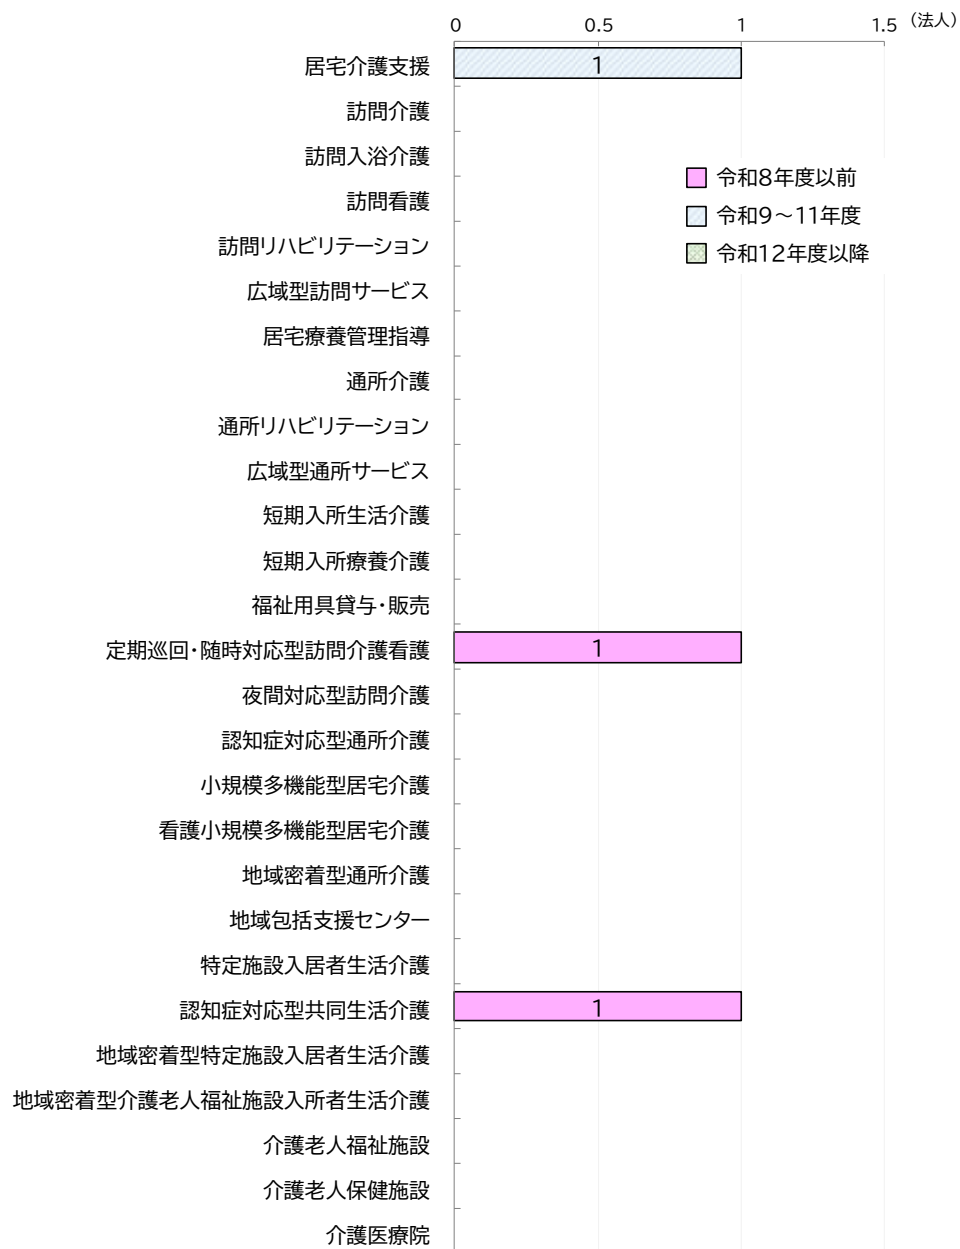 0 0.5 1 1.5 （法人）
居宅介護支援 1
訪問介護
訪問入浴介護
訪問看護
訪問リハビリテーション
広域型訪問サービス
居宅療養管理指導
通所介護
通所リハビリテーション
広域型通所サービス
短期入所生活介護
短期入所療養介護
福祉用具貸与・販売
定期巡回・随時対応型訪問介護看護 1
夜間対応型訪問介護
認知症対応型通所介護
小規模多機能型居宅介護
看護小規模多機能型居宅介護
地域密着型通所介護
地域包括支援センター
特定施設入居者生活介護
認知症対応型共同生活介護 1
地域密着型特定施設入居者生活介護
地域密着型介護老人福祉施設入所者生活介護
介護老人福祉施設
介護老人保健施設
介護医療院
令和8年度以前
令和9～11年度
令和12年度以降